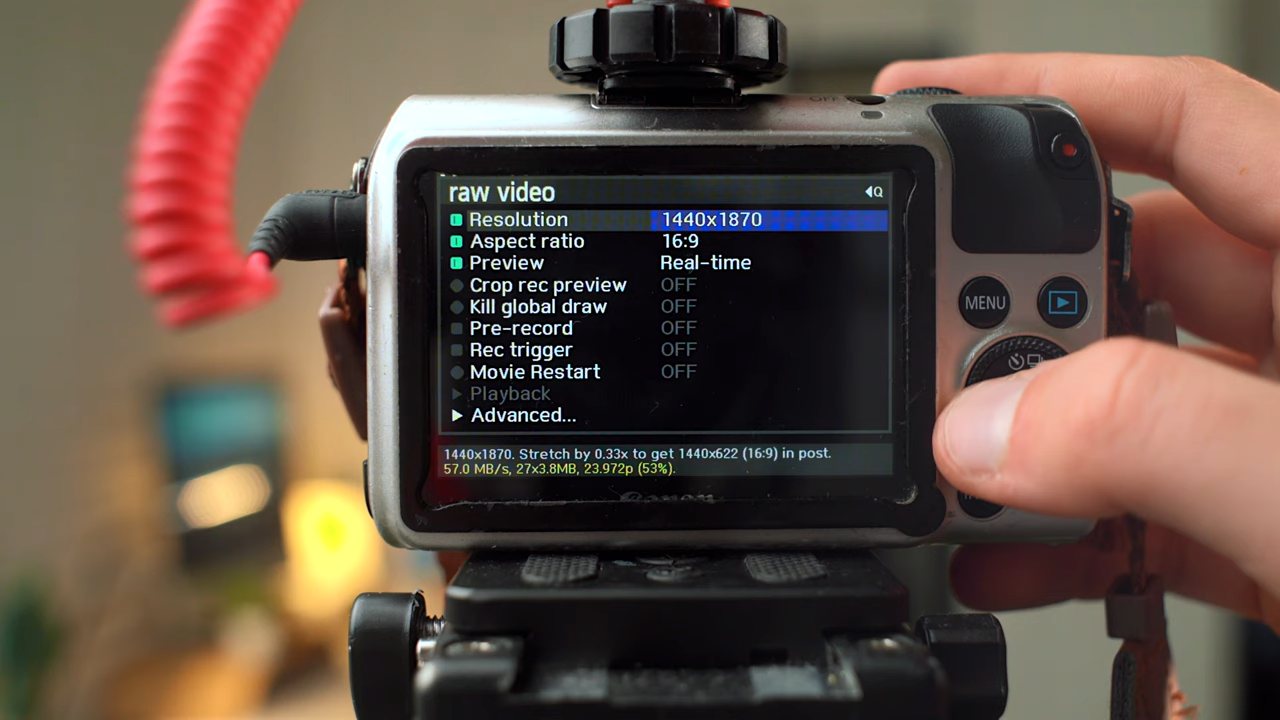 OFF
raw video Q
Resolution 1440x1870
Aspect ratio 16:9
Preview Real-time
Crop rec preview OFF
Kill global draw OFF
Pre-record OFF
Rec trigger OFF
Movie Restart OFF
Playback
Advanced...
1440x1870. Stretch by 0.33x to get 1440x622 (16:9) in post.
57.0 MB/s, 27x3.8MB, 23.972p (53%).
Canon
MENU